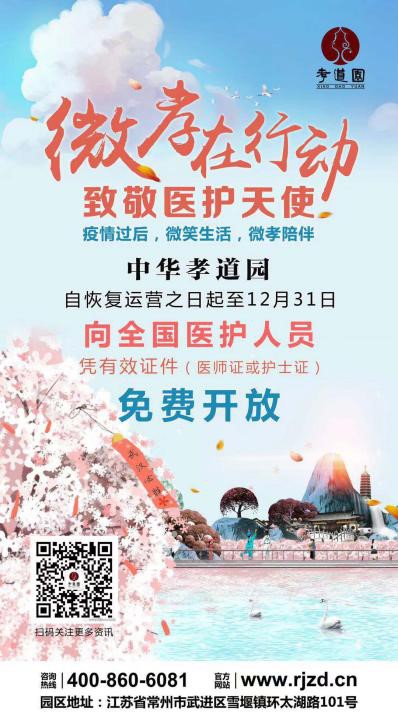 孝道園
XIAO DAO YUAN
微孝在行动
致敬医护天使
疫情过后，微笑生活，微孝陪伴
中华孝道园
自恢复运营之日起至12月31日
向全国医护人员
凭有效证件（医师证或护士证）
免费开放
扫码关注更多资讯
咨询热线 400-860-6081 官方网站 www.rjzd.cn
园区地址：江苏省常州市武进区雪堰镇环太湖路101号